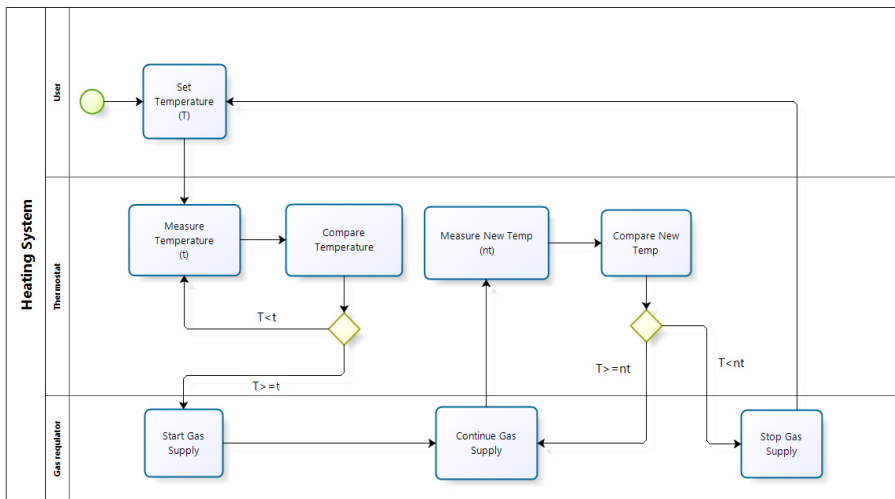 Heating System
User
Set
Temperature
(T)
Thermostat
Measure
Temperature
(t)
Compare
Temperature
Measure New Temp
(nt)
Compare New
Temp
T<t
T>=t
T>=nt
T<nt
Gas regulator
Start Gas
Supply
Continue Gas
Supply
Stop Gas
Supply